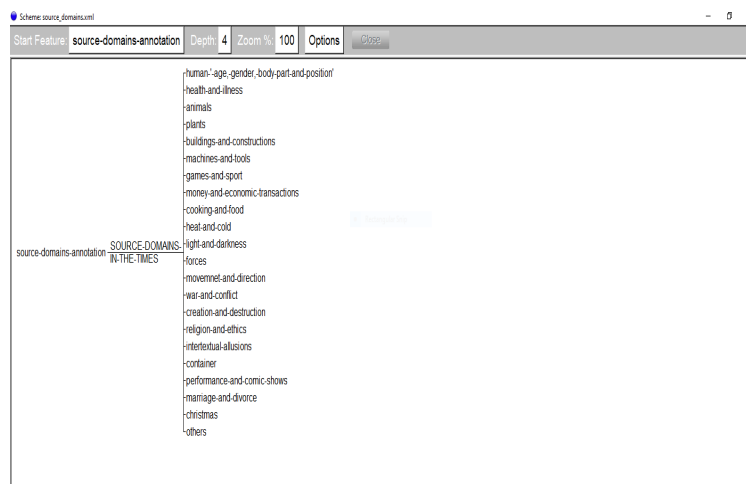 Scheme: source_domains.xml
Start Feature: source-domains-annotation Depth: 4 Zoom %: 100 Options Close
human-'-age,-gender,-body-part-and-position'
health-and-illness
animals
plants
buildings-and-constructions
machines-and-tools
games-and-sport
money-and-economic-transactions
cooking-and-food
heat-and-cold
source-domains-annotation SOURCE-DOMAINS-IN-THE-TIMES
light-and-darkness
forces
movemnet-and-direction
war-and-conflict
creation-and-destruction
religion-and-ethics
intertextual-allusions
container
performance-and-comic-shows
marriage-and-divorce
christmas
others